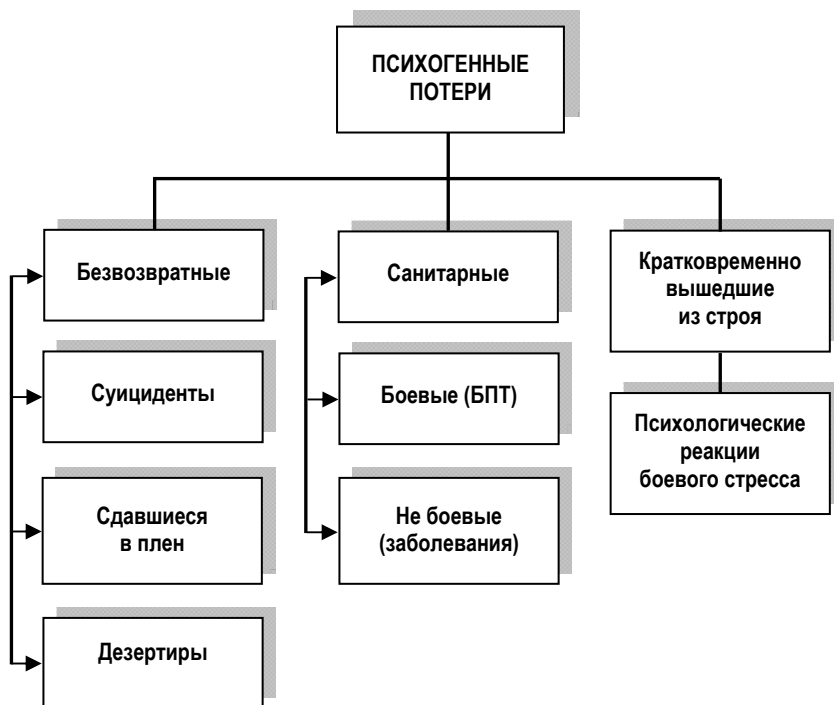 ПСИХОГЕННЫЕ
ПОТЕРИ
Безвозвратные
Санитарные
Кратковременно
вышедшие
из строя
Суициденты
Боевые (БПТ)
Психологические
реакции
боевого стресса
Сдавшиеся
в плен
Не боевые
(заболевания)
Дезертиры